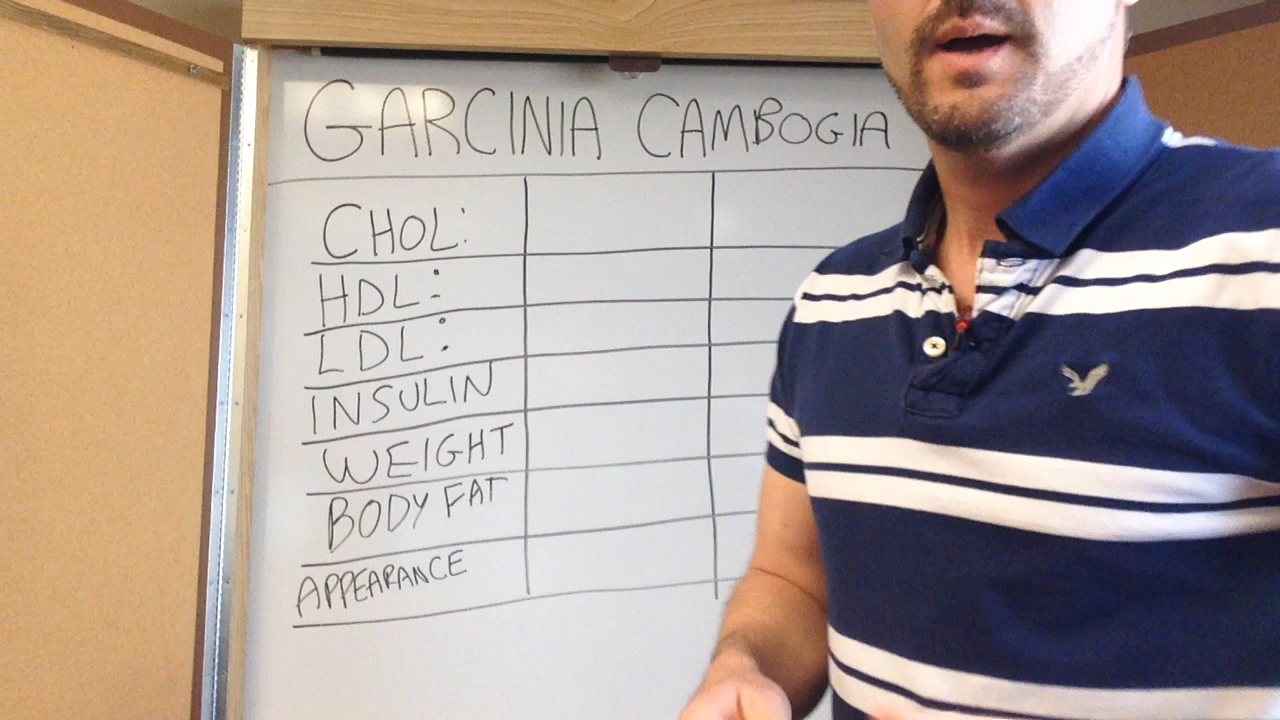 GARCINIA CAMBOGIA
CHOL:
HDL:
LDL:
INSULIN
WEIGHT
BODY FAT
APPEARANCE